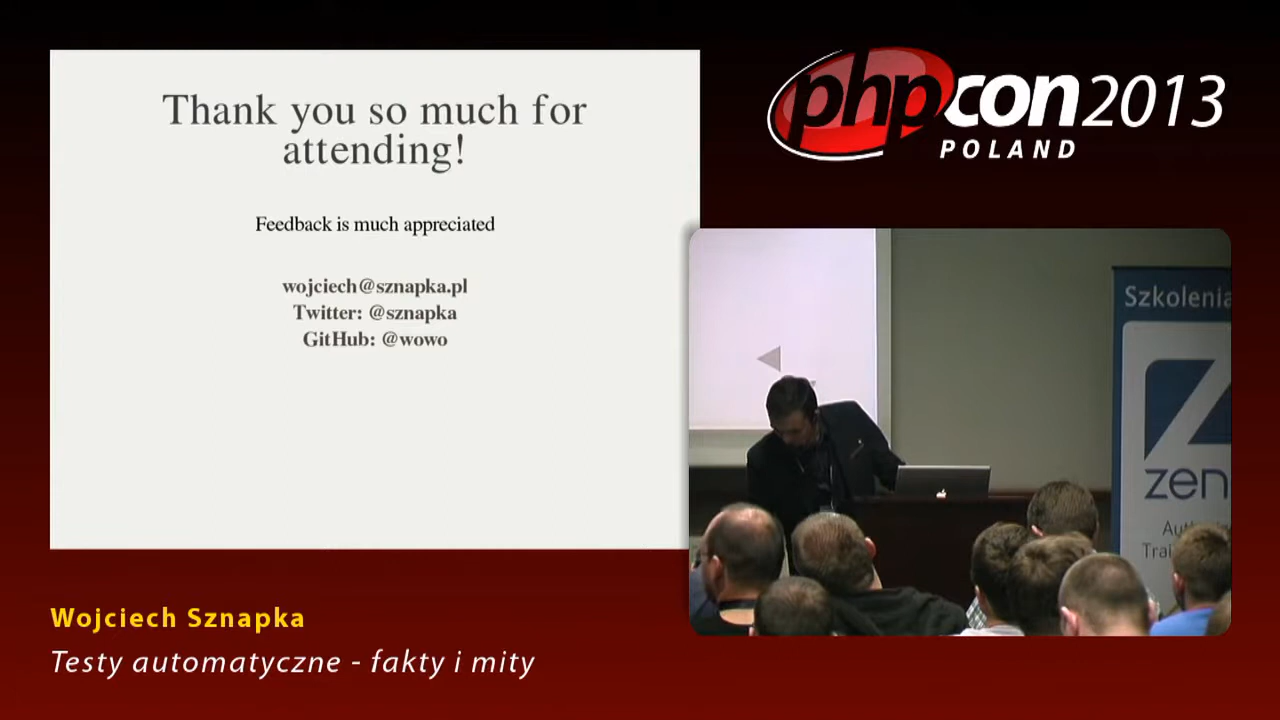 Thank you so much for
attending!
Feedback is much appreciated
wojciech@sznapka.pl
Twitter: @sznapka
GitHub: @wowo
phpcon2013
POLAND
Szkolenia
zen
Wojciech Sznapka
Testy automatyczne - fakty i mity